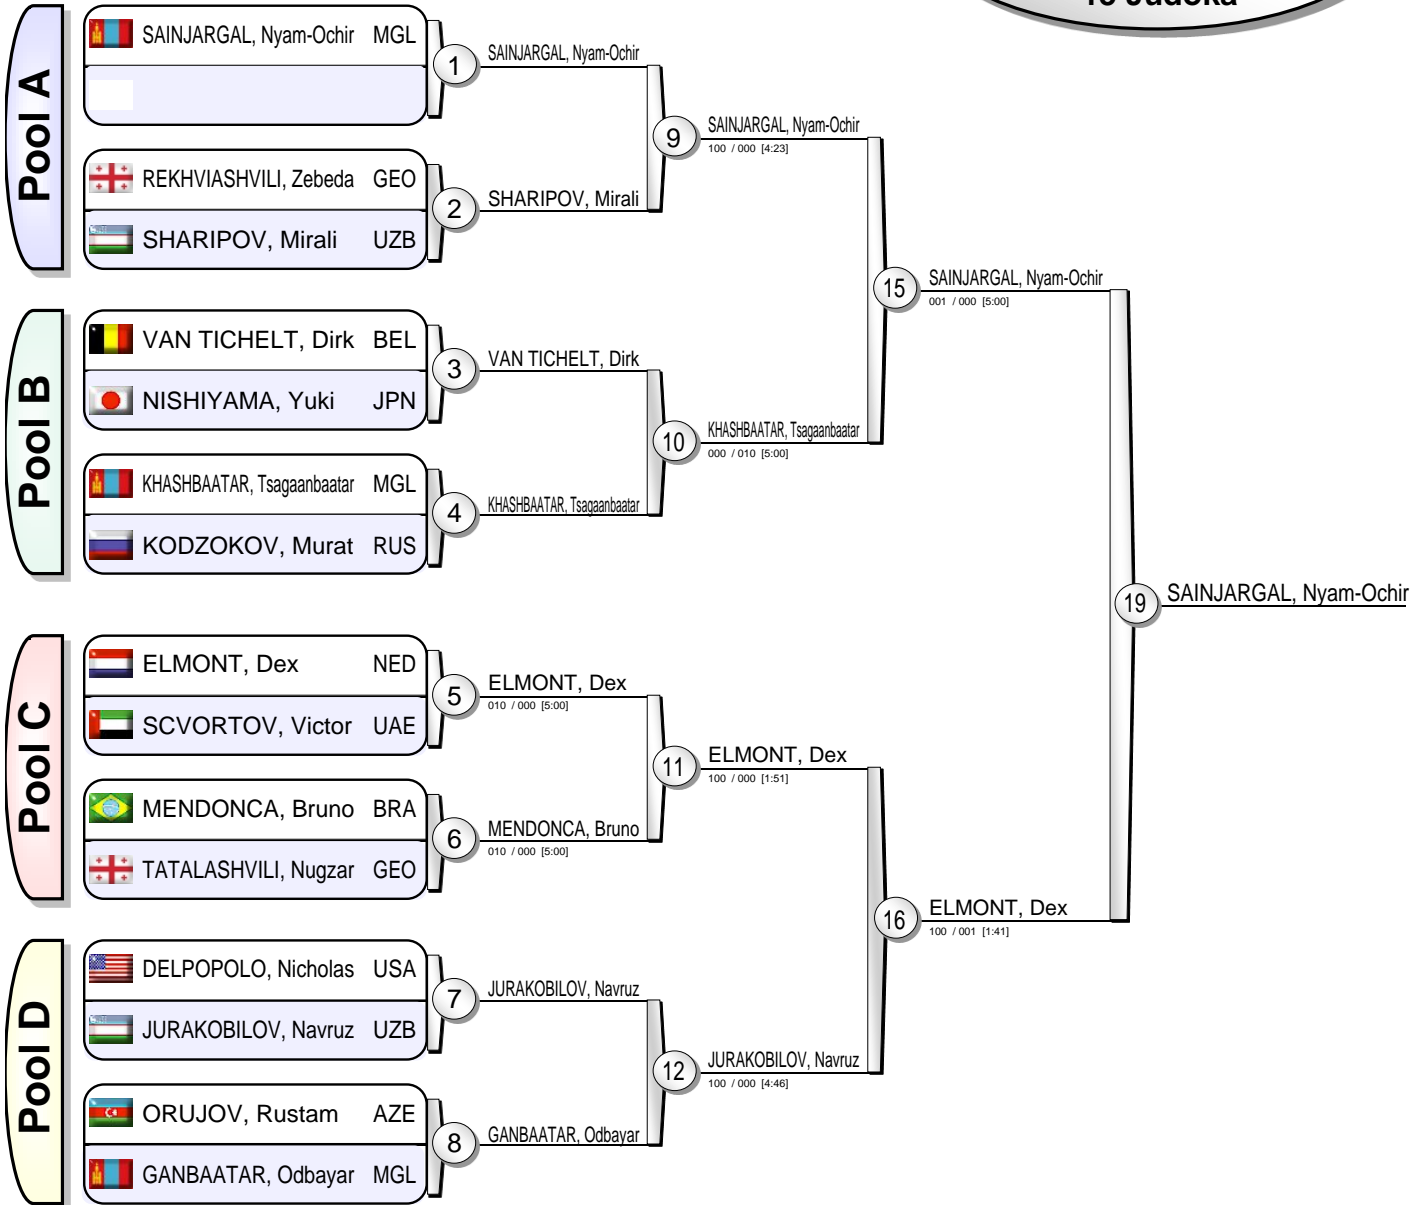 15 Judoka
Pool A
SAINJARGAL, Nyam-Ochir MGL
1
SAINJARGAL, Nyam-Ochir
REKHVIASHVILI, Zebeda GEO
SHARIPOV, Mirali UZB
2
SHARIPOV, Mirali
9
SAINJARGAL, Nyam-Ochir
100 / 000 [4:23]
Pool B
VAN TICHELT, Dirk BEL
NISHIYAMA, Yuki JPN
3
VAN TICHELT, Dirk
KHASHBAATAR, Tsagaanbaatar MGL
KODZOKOV, Murat RUS
4
KHASHBAATAR, Tsagaanbaatar
10
KHASHBAATAR, Tsagaanbaatar
000 / 010 [5:00]
15
SAINJARGAL, Nyam-Ochir
001 / 000 [5:00]
Pool C
ELMONT, Dex NED
SCVORTOV, Victor UAE
5
ELMONT, Dex
010 / 000 [5:00]
MENDONCA, Bruno BRA
TATALASHVILI, Nugzar GEO
6
MENDONCA, Bruno
010 / 000 [5:00]
11
ELMONT, Dex
100 / 000 [1:51]
Pool D
DELPOPOLO, Nicholas USA
JURAKOBILOV, Navruz UZB
7
JURAKOBILOV, Navruz
ORUJOV, Rustam AZE
GANBAATAR, Odbayar MGL
8
GANBAATAR, Odbayar
12
JURAKOBILOV, Navruz
100 / 000 [4:46]
16
ELMONT, Dex
100 / 001 [1:41]
19
SAINJARGAL, Nyam-Ochir